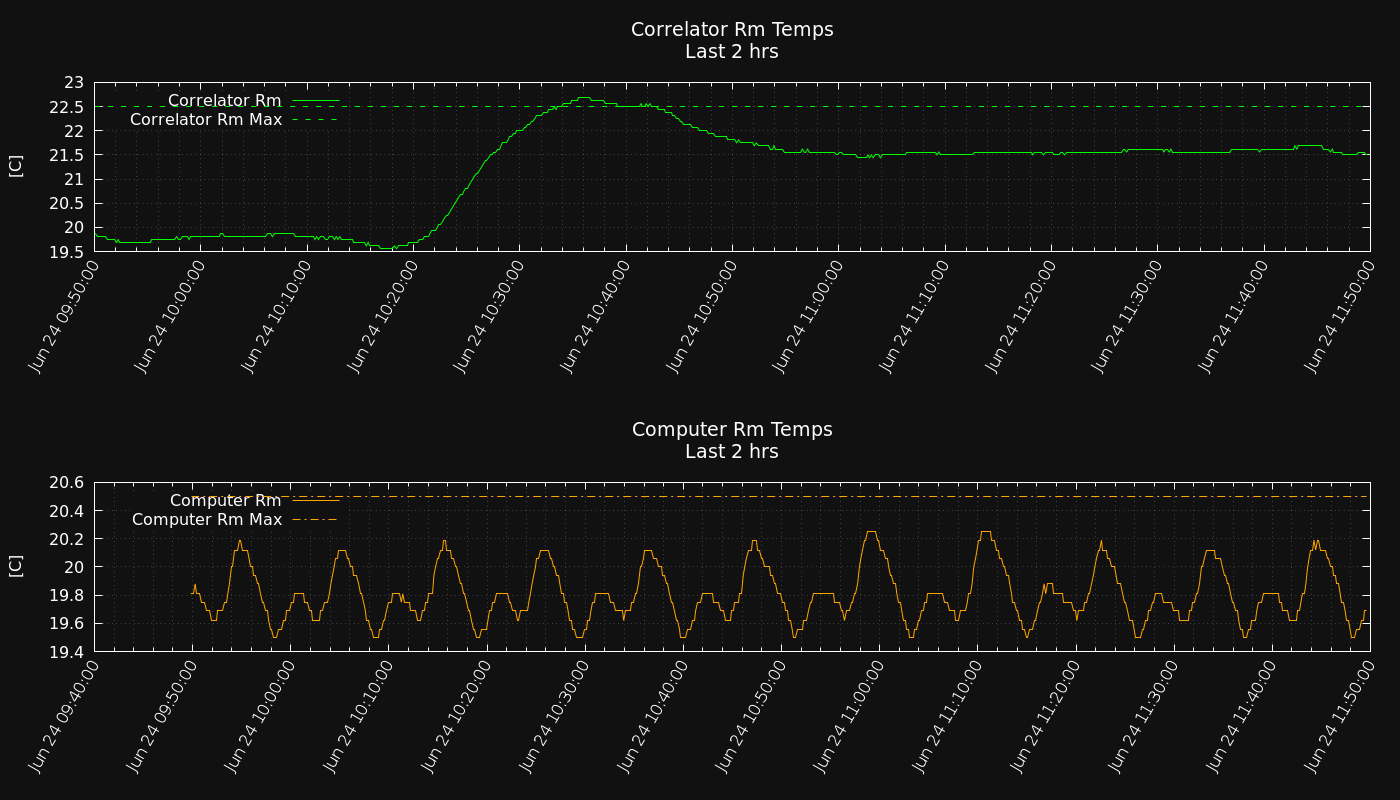 Correlator Rm Temps
Last 2 hrs
23
22.5
22
21.5
21
20.5
20
19.5
[C]
Correlator Rm
Correlator Rm Max
Jun 24 09:50:00
Jun 24 10:00:00
Jun 24 10:10:00
Jun 24 10:20:00
Jun 24 10:30:00
Jun 24 10:40:00
Jun 24 10:50:00
Jun 24 11:00:00
Jun 24 11:10:00
Jun 24 11:20:00
Jun 24 11:30:00
Jun 24 11:40:00
Jun 24 11:50:00
Computer Rm Temps
Last 2 hrs
20.6
20.4
20.2
20
19.8
19.6
19.4
[C]
Computer Rm
Computer Rm Max
Jun 24 09:40:00
Jun 24 09:50:00
Jun 24 10:00:00
Jun 24 10:10:00
Jun 24 10:20:00
Jun 24 10:30:00
Jun 24 10:40:00
Jun 24 10:50:00
Jun 24 11:00:00
Jun 24 11:10:00
Jun 24 11:20:00
Jun 24 11:30:00
Jun 24 11:40:00
Jun 24 11:50:00